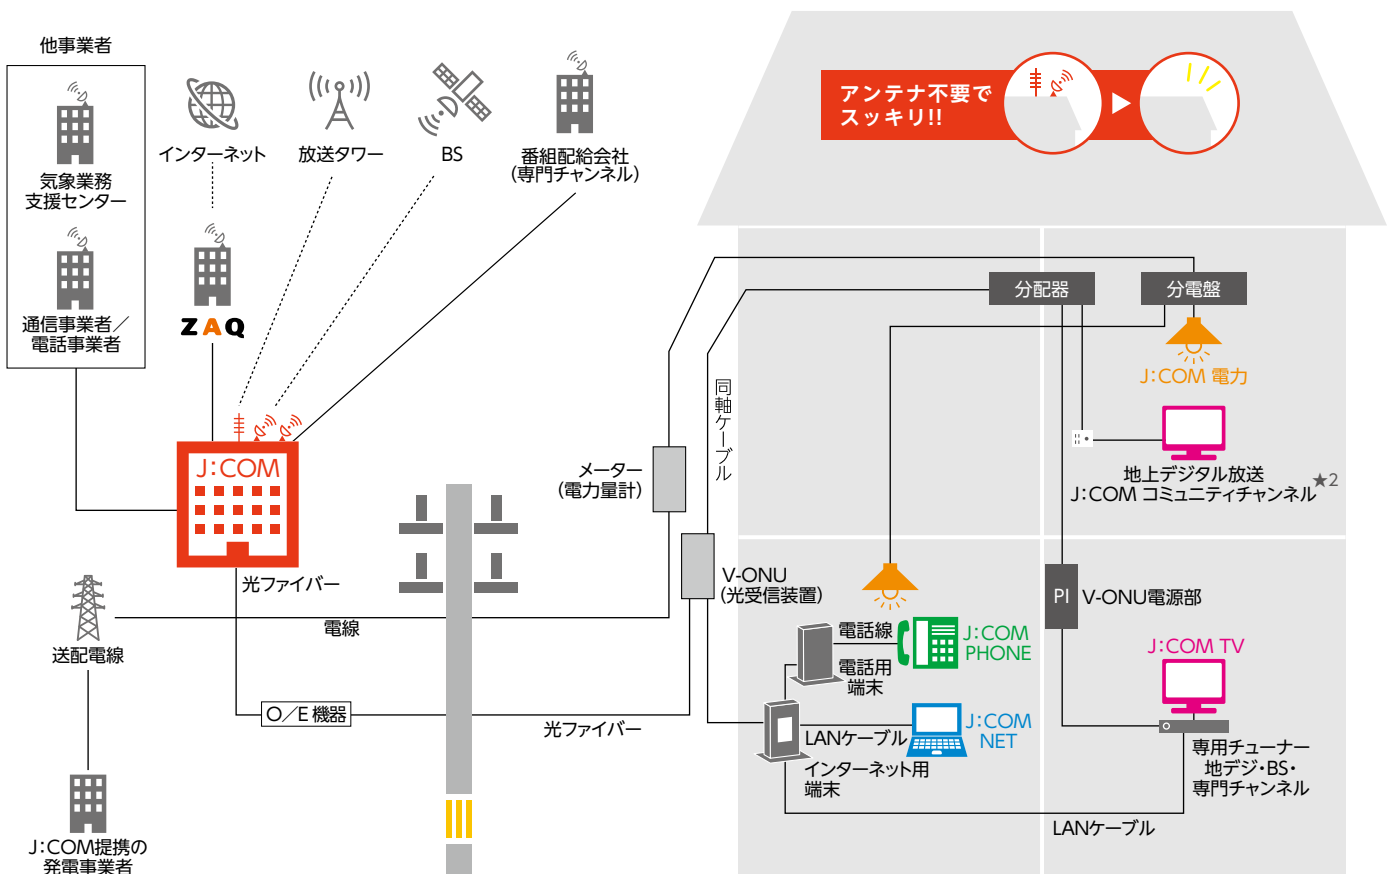 他事業者
気象業務
支援センター
通信事業者／
電話事業者
インターネット
放送タワー
BS
番組配給会社
(専門チャンネル)
ZAQ
J:COM
光ファイバー
電線
送配電線
O／E 機器
光ファイバー
J:COM提携の
発電事業者
メーター
(電力量計)
同軸ケーブル
V-ONU
(光受信装置)
アンテナ不要で
スッキリ!!
分配器
分電盤
J:COM 電力
地上デジタル放送
J:COM コミュニティチャンネル★2
PI
V-ONU電源部
電話線
J:COM
PHONE
電話用
端末
J:COM
NET
LANケーブル
インターネット用
端末
J:COM TV
専用チューナー
地デジ・BS・
専門チャンネル
LANケーブル